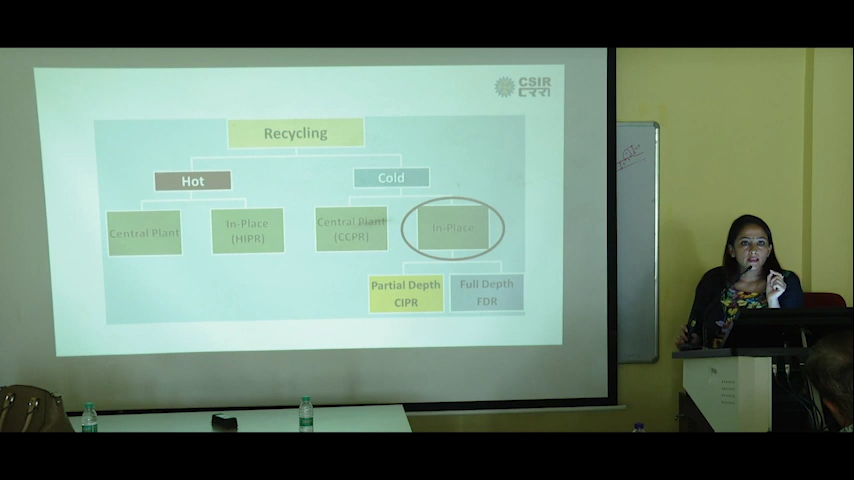 CSIR
Recycling
Hot
Cold
Central Plant
In-Place
(HIPR)
Central Plant
(CCPR)
In-Place
Partial Depth
CIPR
Full Depth
FDR